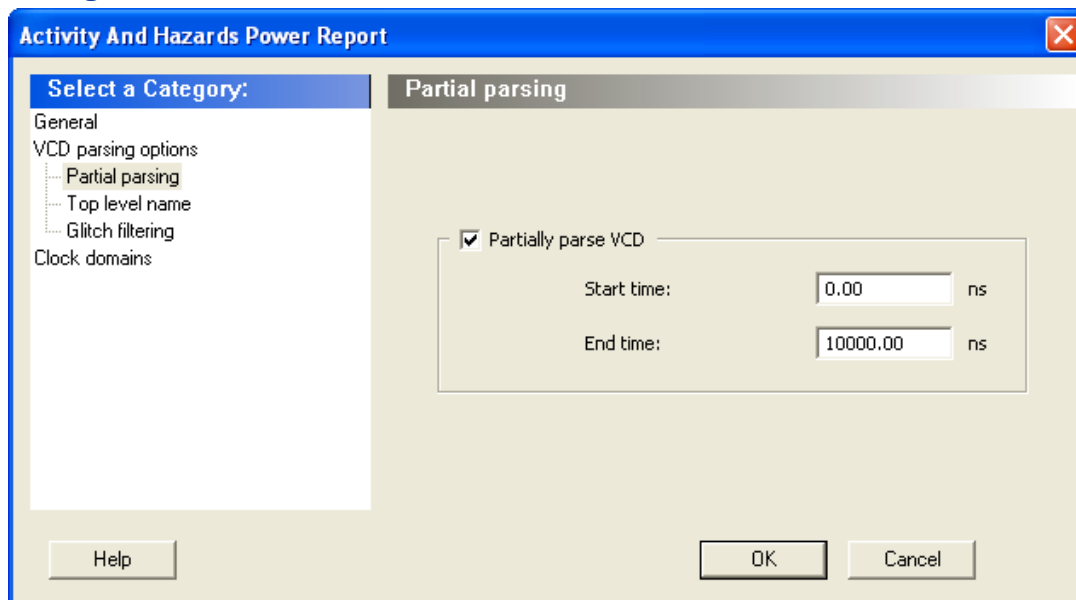 Activity And Hazards Power Report
Select a Category:
General
VCD parsing options
Partial parsing
Top level name
Glitch filtering
Clock domains
Partial parsing
Partially parse VCD
Start time: 0.00 ns
End time: 10000.00 ns
Help
OK
Cancel